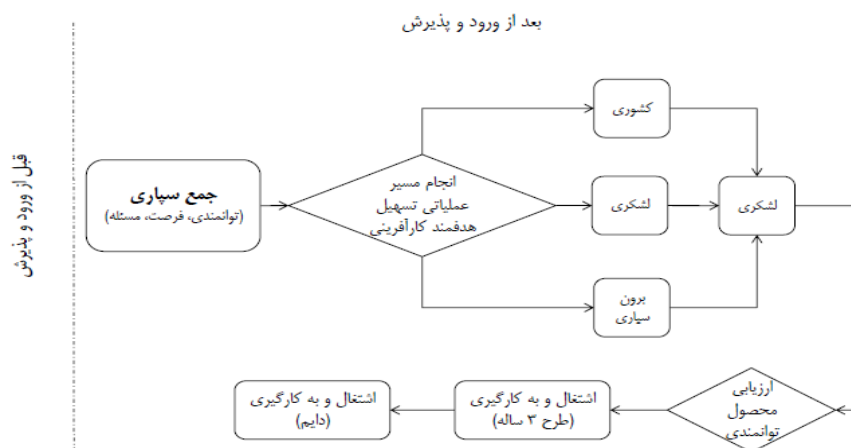 بعد از ورود و پذیرش
قبل از ورود و پذیرش
جمع سپاری
(توانمندی، فرصت، مسئله)
انجام مسیر
عملیاتی تسهیل
هدفمند کارآفرینی
کشوری
لشکری
برون
سپاری
لشکری
ارزیابی
محصول
توانمندی
اشتغال و به کارگیری
(طرح ۳ ساله)
اشتغال و به کارگیری
(دایم)